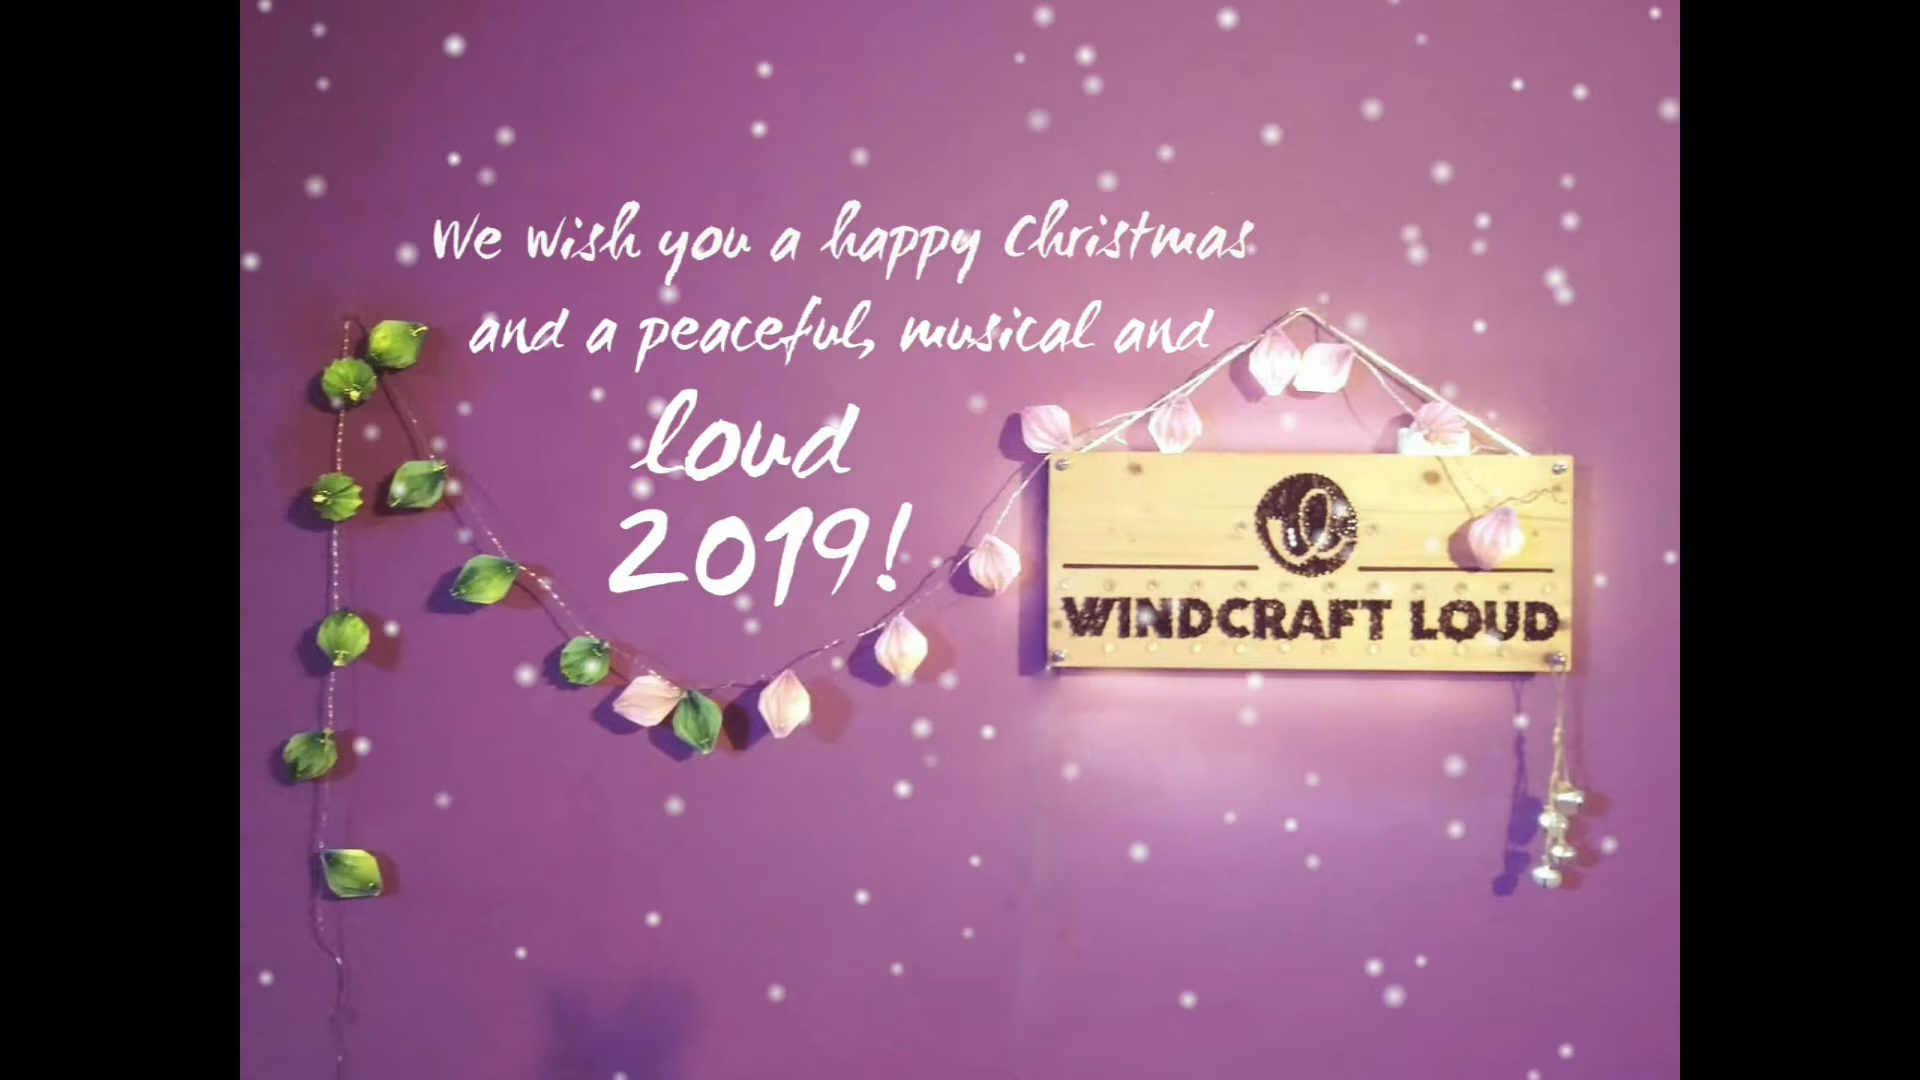 We wish you a happy Christmas
and a peaceful, musical and
loud
2019!
WINDCRAFT LOUD